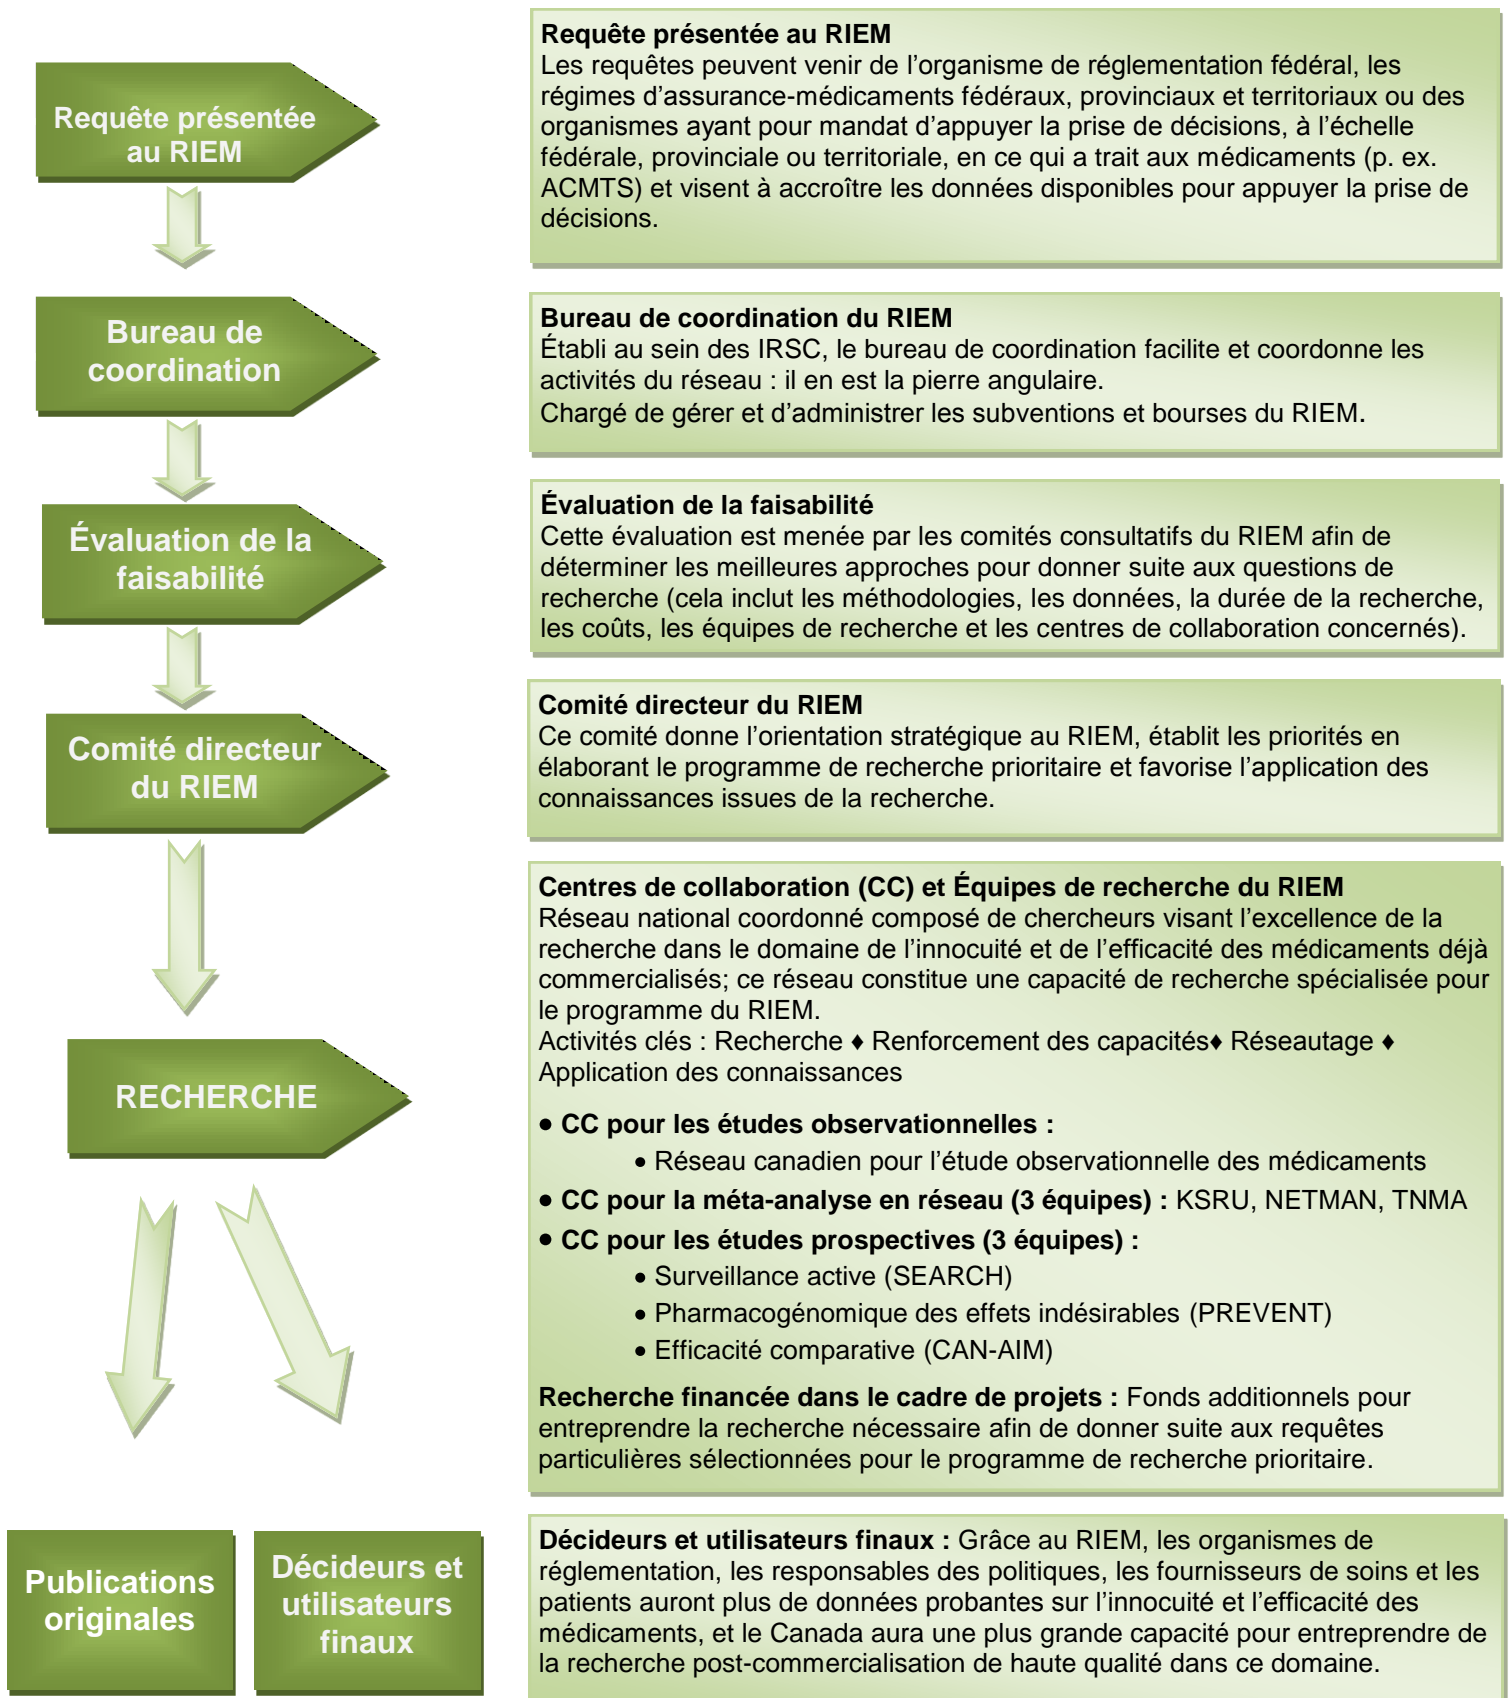 Requête présentée
au RIEM
Requête présentée au RIEM
Les requêtes peuvent venir de l’organisme de réglementation fédéral, les
régimes d’assurance-médicaments fédéraux, provinciaux et territoriaux ou des
organismes ayant pour mandat d’appuyer la prise de décisions, à l’échelle
fédérale, provinciale ou territoriale, en ce qui a trait aux médicaments (p. ex.
ACMTS) et visent à accroître les données disponibles pour appuyer la prise de
décisions.
Bureau de
coordination
Bureau de coordination du RIEM
Établi au sein des IRSC, le bureau de coordination facilite et coordonne les
activités du réseau : il en est la pierre angulaire.
Chargé de gérer et d’administrer les subventions et bourses du RIEM.
Évaluation de la
faisabilité
Évaluation de la faisabilité
Cette évaluation est menée par les comités consultatifs du RIEM afin de
déterminer les meilleures approches pour donner suite aux questions de
recherche (cela inclut les méthodologies, les données, la durée de la recherche,
les coûts, les équipes de recherche et les centres de collaboration concernés).
Comité directeur
du RIEM
Comité directeur du RIEM
Ce comité donne l’orientation stratégique au RIEM, établit les priorités en
élaborant le programme de recherche prioritaire et favorise l’application des
connaissances issues de la recherche.
RECHERCHE
Centres de collaboration (CC) et Équipes de recherche du RIEM
Réseau national coordonné composé de chercheurs visant l’excellence de la
recherche dans le domaine de l’innocuité et de l’efficacité des médicaments déjà
commercialisés; ce réseau constitue une capacité de recherche spécialisée pour
le programme du RIEM.
Activités clés : Recherche ♦ Renforcement des capacités♦ Réseautage ♦
Application des connaissances
• CC pour les études observationnelles :
• Réseau canadien pour l’étude observationnelle des médicaments
• CC pour la méta-analyse en réseau (3 équipes) : KSRU, NETMAN, TNMA
• CC pour les études prospectives (3 équipes) :
• Surveillance active (SEARCH)
• Pharmacogénomique des effets indésirables (PREVENT)
• Efficacité comparative (CAN-AIM)
Recherche financée dans le cadre de projets : Fonds additionnels pour
entreprendre la recherche nécessaire afin de donner suite aux requêtes
particulières sélectionnées pour le programme de recherche prioritaire.
Publications
originales
Décideurs et
utilisateurs
finaux
Décideurs et utilisateurs finaux : Grâce au RIEM, les organismes de
réglementation, les responsables des politiques, les fournisseurs de soins et les
patients auront plus de données probantes sur l’innocuité et l’efficacité des
médicaments, et le Canada aura une plus grande capacité pour entreprendre de
la recherche post-commercialisation de haute qualité dans ce domaine.